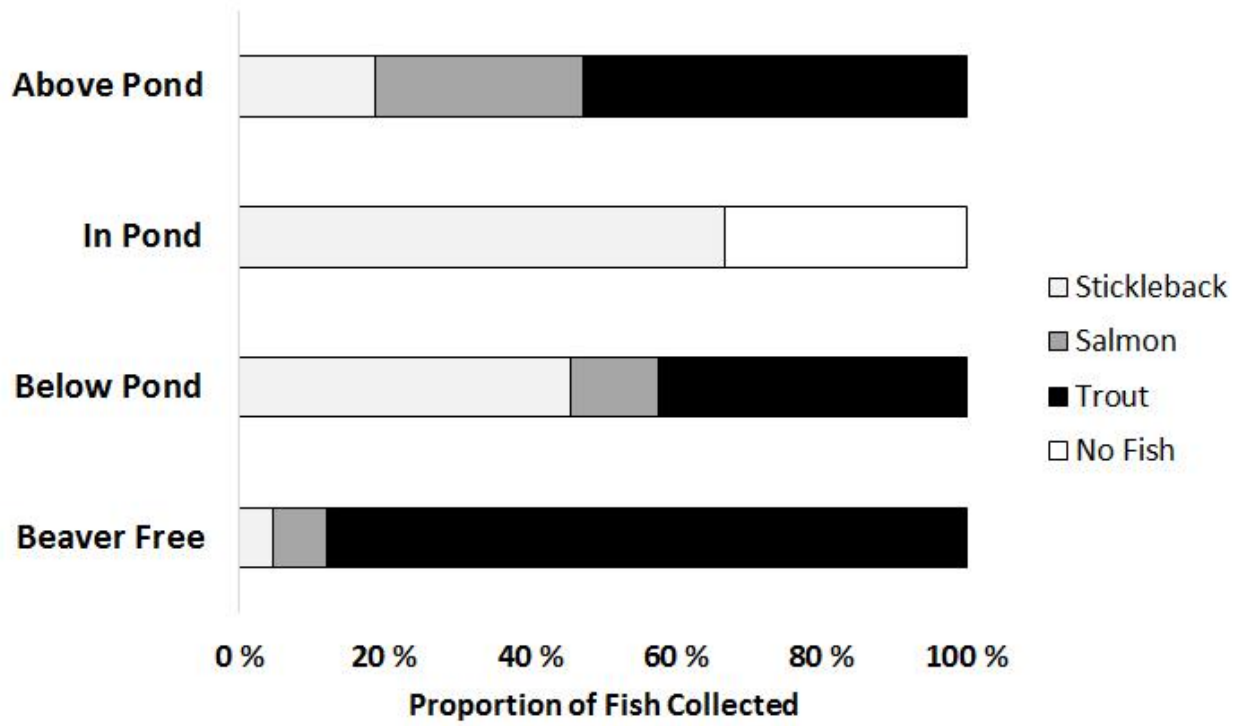 Above Pond
In Pond
Below Pond
Beaver Free
0 %
20 %
40 %
60 %
80 %
100 %
Proportion of Fish Collected
Stickleback
Salmon
Trout
No Fish